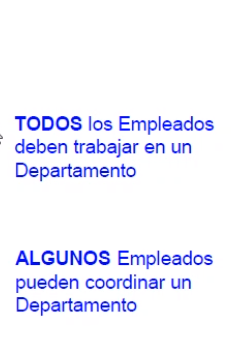 TODOS los Empleados
deben trabajar en un
Departamento
ALGUNOS Empleados
pueden coordinar un
Departamento